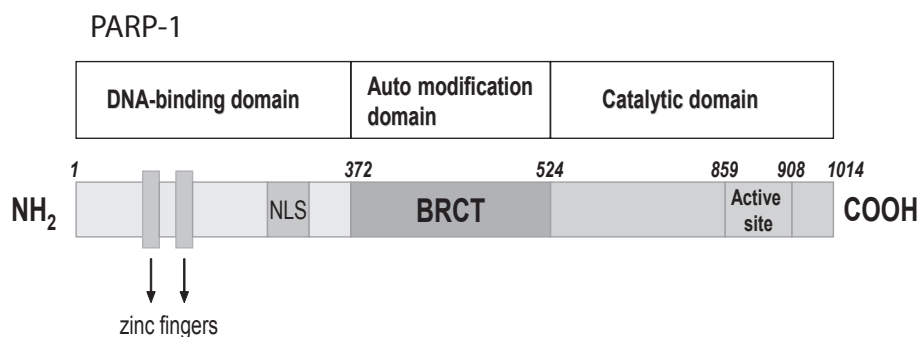 PARP-1
DNA-binding domain
Auto modification
domain
Catalytic domain
1 372 524 859 908 1014
NH2 NLS BRCT Active
site COOH
zinc fingers